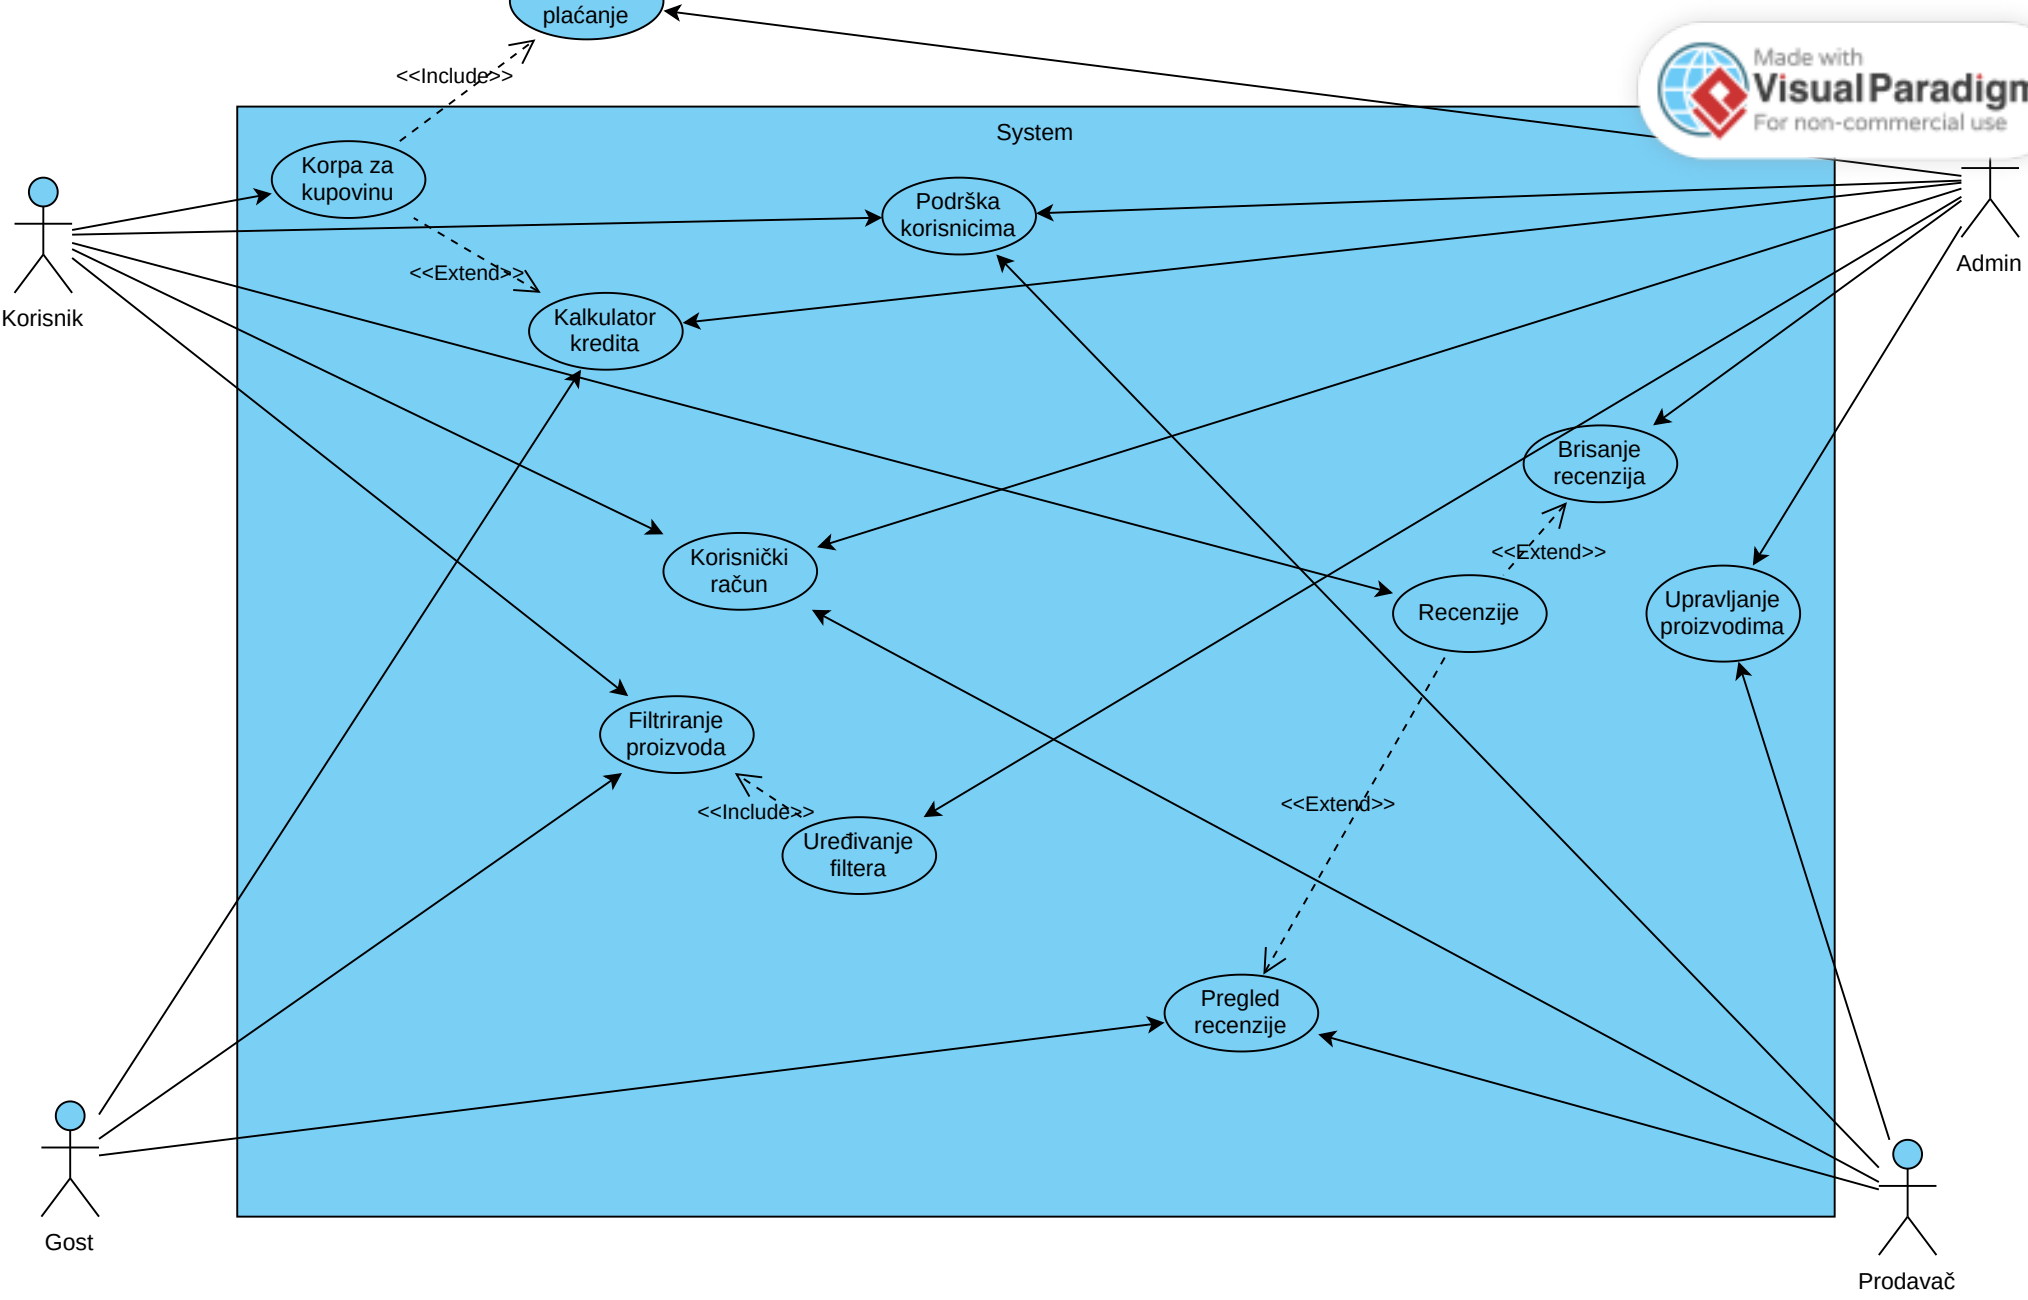 plaćanje
<<Include>>
Made with
Visual Paradigm
For non-commercial use
System
Korpa za
kupovinu
Podrška
korisnicima
Admin
<<Extend>>
Korisnik
Kalkulator
kredita
Brisanje
recenzija
<<Extend>>
Korisnički
račun
Recenzije
Upravljanje
proizvodima
Filtriranje
proizvoda
<<Include>>
<<Extend>>
Uređivanje
filtera
Pregled
recenzije
Gost
Prodavač